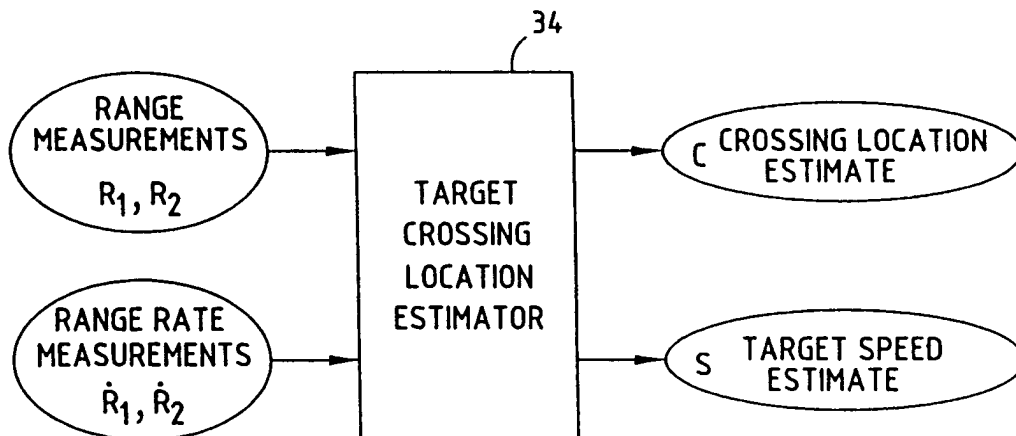 34
RANGE
MEASUREMENTS
R₁, R₂
RANGE RATE
MEASUREMENTS
Ṙ₁, Ṙ₂
TARGET
CROSSING
LOCATION
ESTIMATOR
C CROSSING LOCATION
ESTIMATE
S TARGET SPEED
ESTIMATE